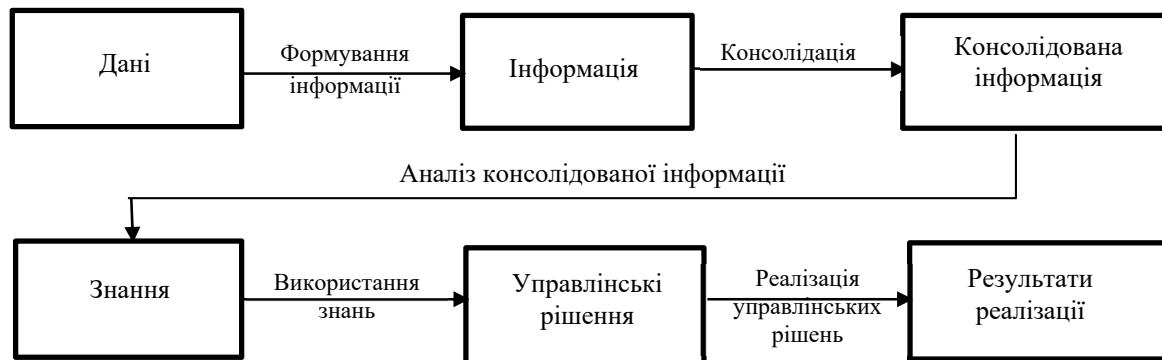 Дані
Формування
інформації
Інформація
Консолідація
Консолідована
інформація
Аналіз консолідованої інформації
Знання
Використання
знань
Управлінські
рішення
Реалізація
управлінських
рішень
Результати
реалізації